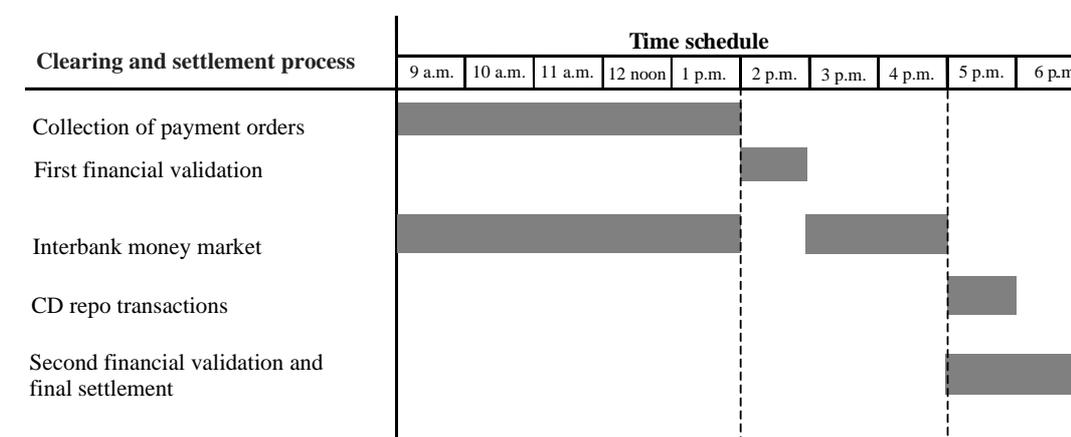 Time schedule
Clearing and settlement process
9 a.m. 10 a.m. 11 a.m. 12 noon 1 p.m. 2 p.m. 3 p.m. 4 p.m. 5 p.m. 6 p.m
Collection of payment orders
First financial validation
Interbank money market
CD repo transactions
Second financial validation and
final settlement